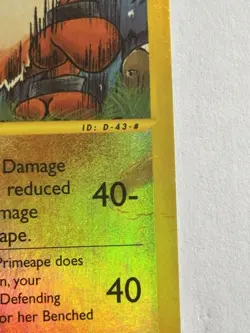 ID: D-43-#
Damage
reduced
40-
mage
ape.
Primeape does
n, your
40
Defending
or her Benched